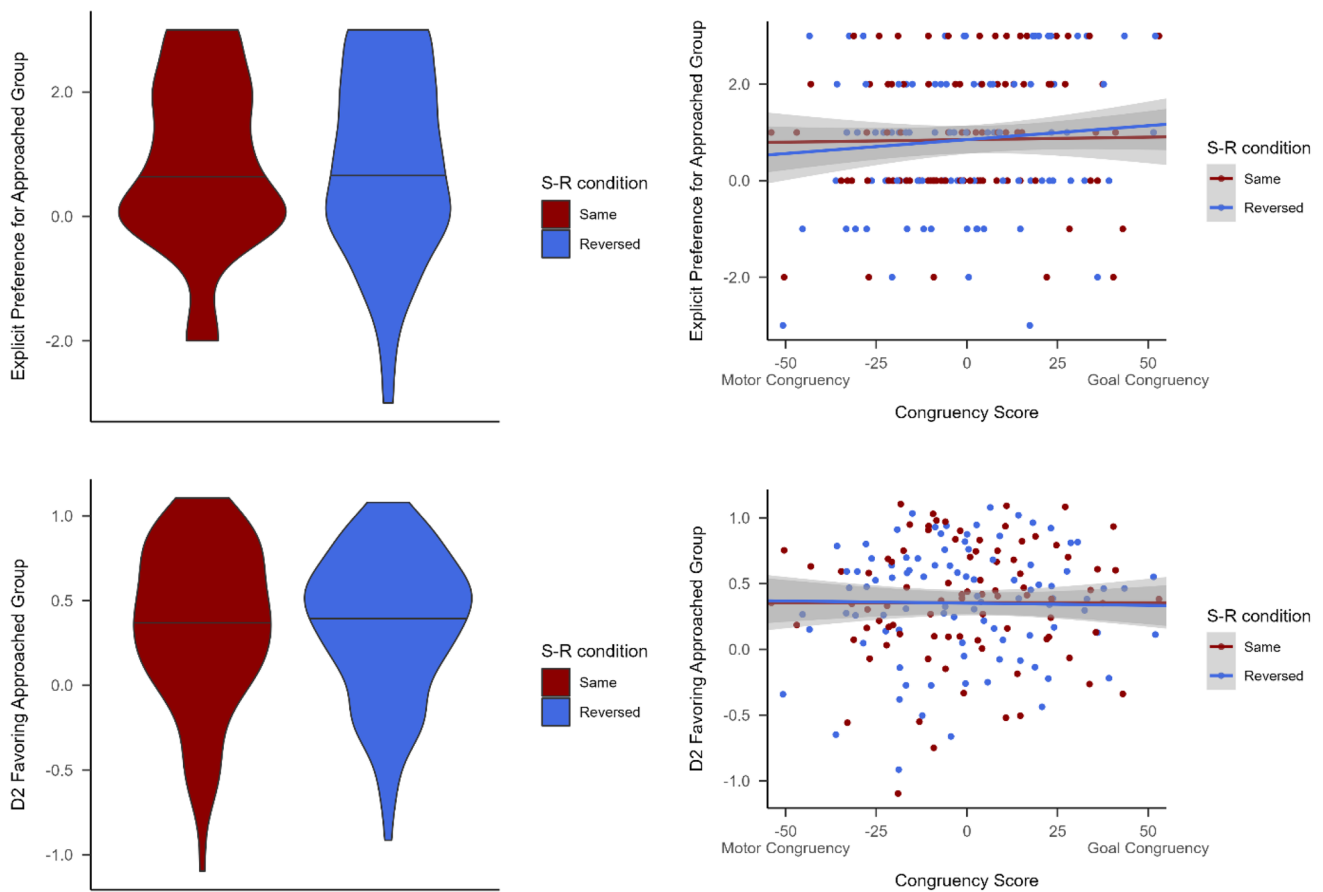 Explicit Preference for Approached Group
2.0
0.0
-2.0
S-R condition
Same
Reversed
Explicit Preference for Approached Group
2.0
0.0
-2.0
-50
-25
0
25
50
Motor Congruency
Goal Congruency
Congruency Score
S-R condition
Same
Reversed
D2 Favoring Approached Group
1.0
0.5
0.0
-0.5
-1.0
S-R condition
Same
Reversed
D2 Favoring Approached Group
1.0
0.5
0.0
-0.5
-1.0
-50
-25
0
25
50
Motor Congruency
Goal Congruency
Congruency Score
S-R condition
Same
Reversed